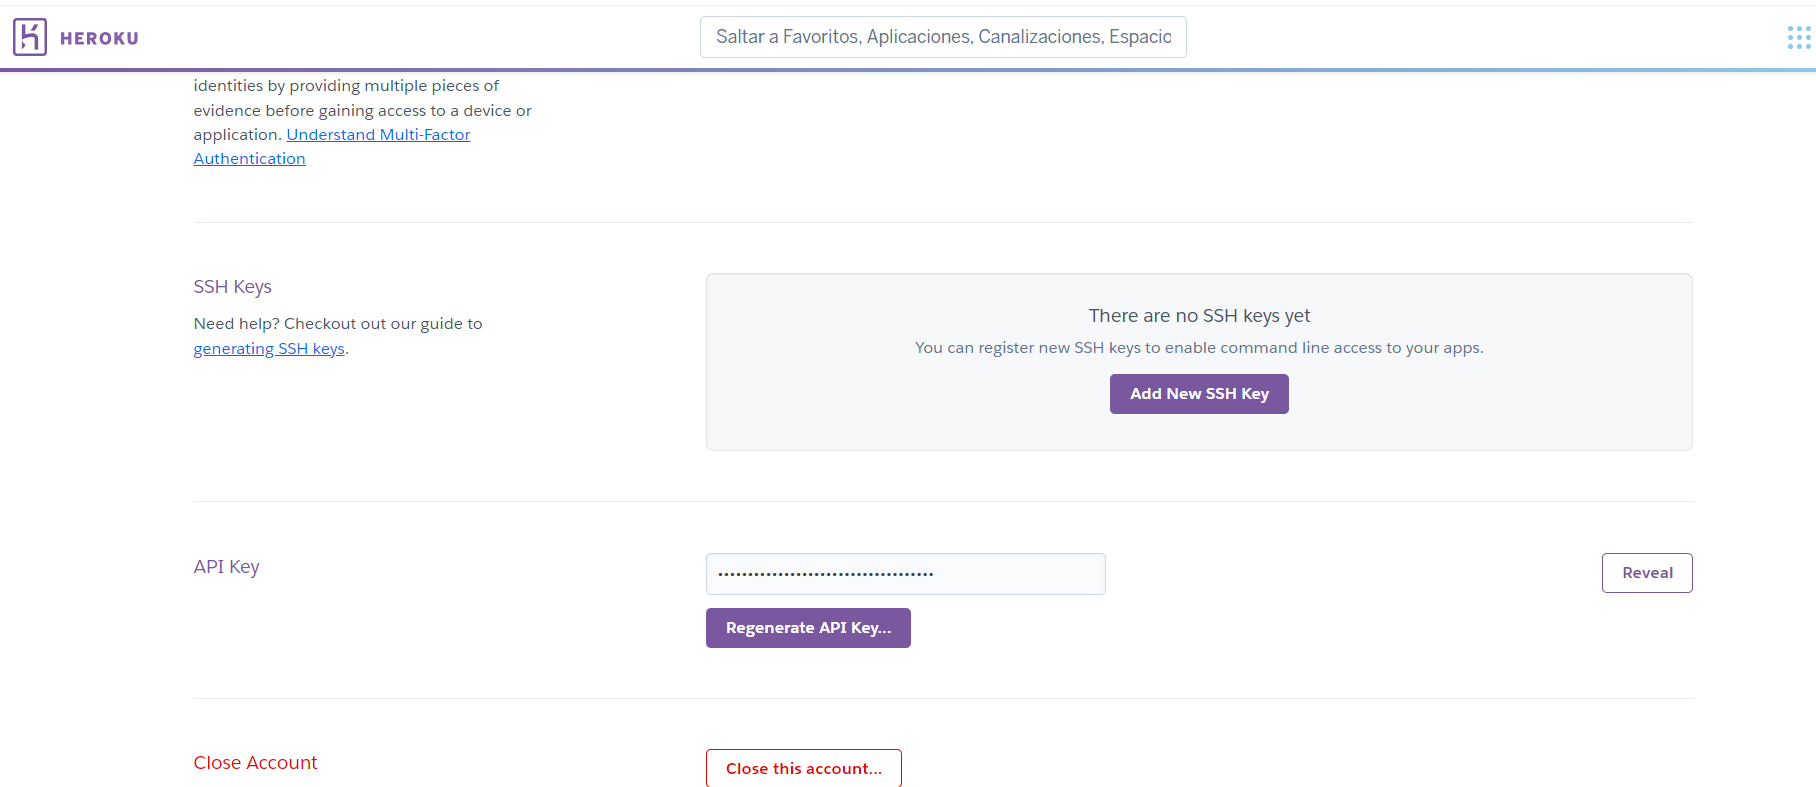 HEROKU
Saltar a Favoritos, Aplicaciones, Canalizaciones, Espacio
identities by providing multiple pieces of
evidence before gaining access to a device or
application. Understand Multi-Factor
Authentication
SSH Keys
Need help? Checkout out our guide to
generating SSH keys.
There are no SSH keys yet
You can register new SSH keys to enable command line access to your apps.
Add New SSH Key
API Key
••••••••••••••••••••••••••••••••••••
Reveal
Regenerate API Key...
Close Account
Close this account...